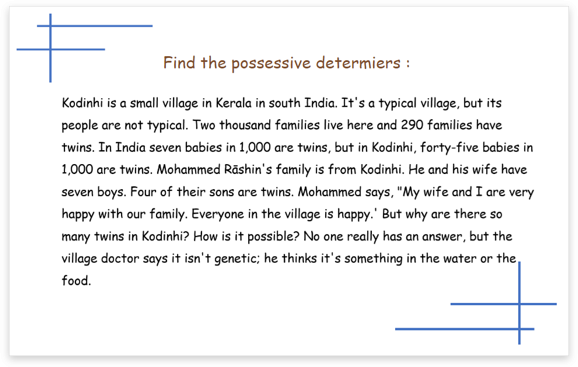 Find the possessive determiers :
Kodinhi is a small village in Kerala in south India. It's a typical village, but its
people are not typical. Two thousand families live here and 290 families have
twins. In India seven babies in 1,000 are twins, but in Kodinhi, forty-five babies in
1,000 are twins. Mohammed Rāshin's family is from Kodinhi. He and his wife have
seven boys. Four of their sons are twins. Mohammed says, "My wife and I are very
happy with our family. Everyone in the village is happy.' But why are there so
many twins in Kodinhi? How is it possible? No one really has an answer, but the
village doctor says it isn't genetic; he thinks it's something in the water or the
food.